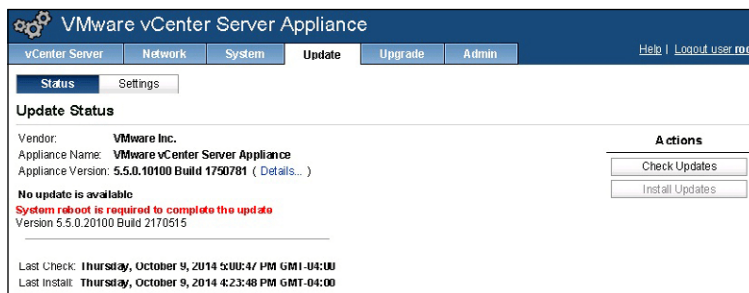 VMware vCenter Server Appliance
vCenter Server Network System Update Upgrade Admin Help | Logout user
Status Settings
Update Status
Vendor: VMware Inc.
Appliance Name: VMware vCenter Server Appliance
Appliance Version: 5.5.0.10100 Build 1750781 ( Details... )
No update is available
System reboot is required to complete the update
Version 5.5.0.20100 Build 2170515
Last Check: Thursday, October 9, 2014 5:00:47 PM GMT-04:00
Last Install: Thursday, October 9, 2014 4:23:48 PM GMT-04:00
Actions
Check Updates
Install Updates